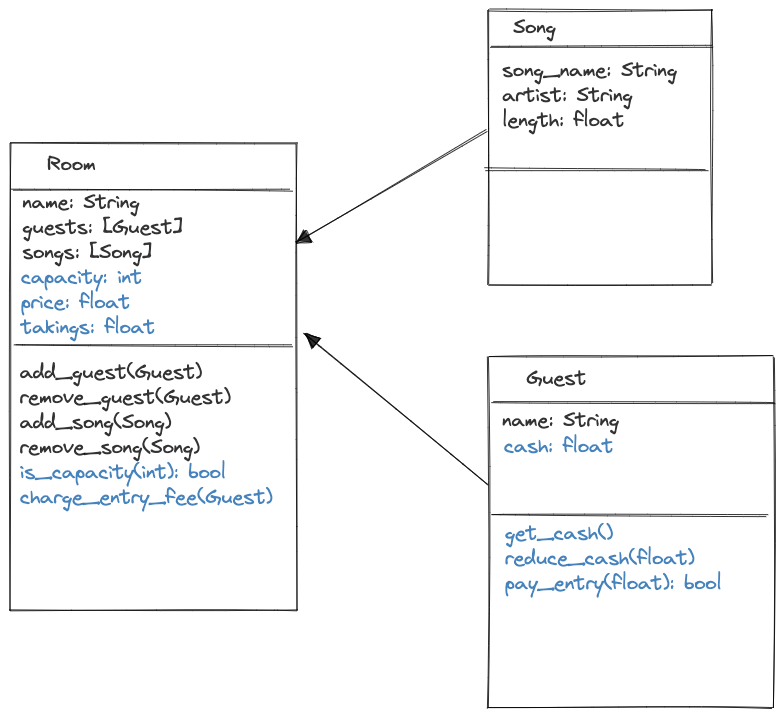 Song
song_name: String
artist: String
length: float
Room
name: String
guests: [Guest]
songs: [Song]
capacity: int
price: float
takings: float
add_guest(Guest)
remove_guest(Guest)
add_song(Song)
remove_song(Song)
is_capacity(int): bool
charge_entry_fee(Guest)
Guest
name: String
cash: float
get_cash()
reduce_cash(float)
pay_entry(float): bool